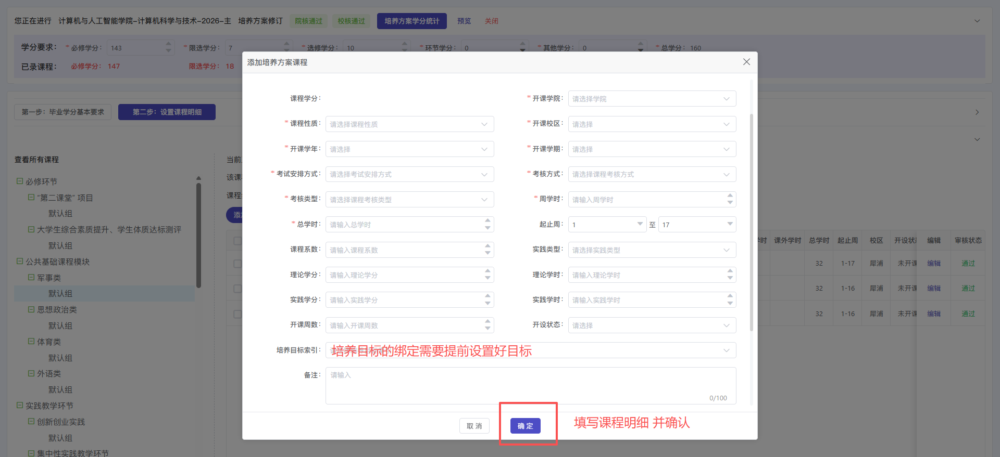 您正在进行 计算机与人工智能学院-计算机科学与技术-2026-主 培养方案修订 院核通过 校核通过 培养方案学分统计 预览 关闭
学分要求: * 必修学分: 143 * 限选学分: 7 * 选修学分: 10 * 环节学分: 0 * 其他学分: 0 * 总学分: 160
已录课程: 必修学分: 147 限选学分: 18
添加培养方案课程
第一步: 毕业学分基本要求 第二步: 设置课程明细
课程学分:
* 开课学院: 请选择学院
* 课程性质: 请选择课程性质
* 开课校区: 请选择
* 开课学年: 请选择
* 开课学期: 请选择
* 考试安排方式: 请选择考试安排方式
* 考核方式: 请选择课程考核方式
* 考核类型: 请选择课程考核类型
* 周学时: 请输入周学时
* 总学时: 请输入总学时
起止周: 1 至 17
课程系数: 请输入课程系数
实践类型: 请选择实践类型
理论学分: 请输入理论学分
理论学时: 请输入理论学时
实践学分: 请输入实践学分
实践学时: 请输入实践学时
开课周数: 请输入开课周数
开设状态: 请选择
培养目标索引: 培养目标的绑定需要提前设置好目标
备注: 请输入
0/100
取 消 确 定 填写课程明细 并确认
查看所有课程
必修环节
“第二课堂” 项目
默认组
大学生综合素质提升、学生体质达标测评
默认组
公共基础课程模块
军事类
默认组
思想政治类
默认组
体育类
默认组
外语类
默认组
实践教学环节
创新创业实践
默认组
集中性实践教学环节
当前
该课
课程
添加
学时 课外学时 总学时 起止周 校区 开设状 编辑 审核状态
32 1-17 犀浦 未开课 编辑 通过
32 1-16 犀浦 未开课 编辑 通过
32 1-16 犀浦 未开课 编辑 通过